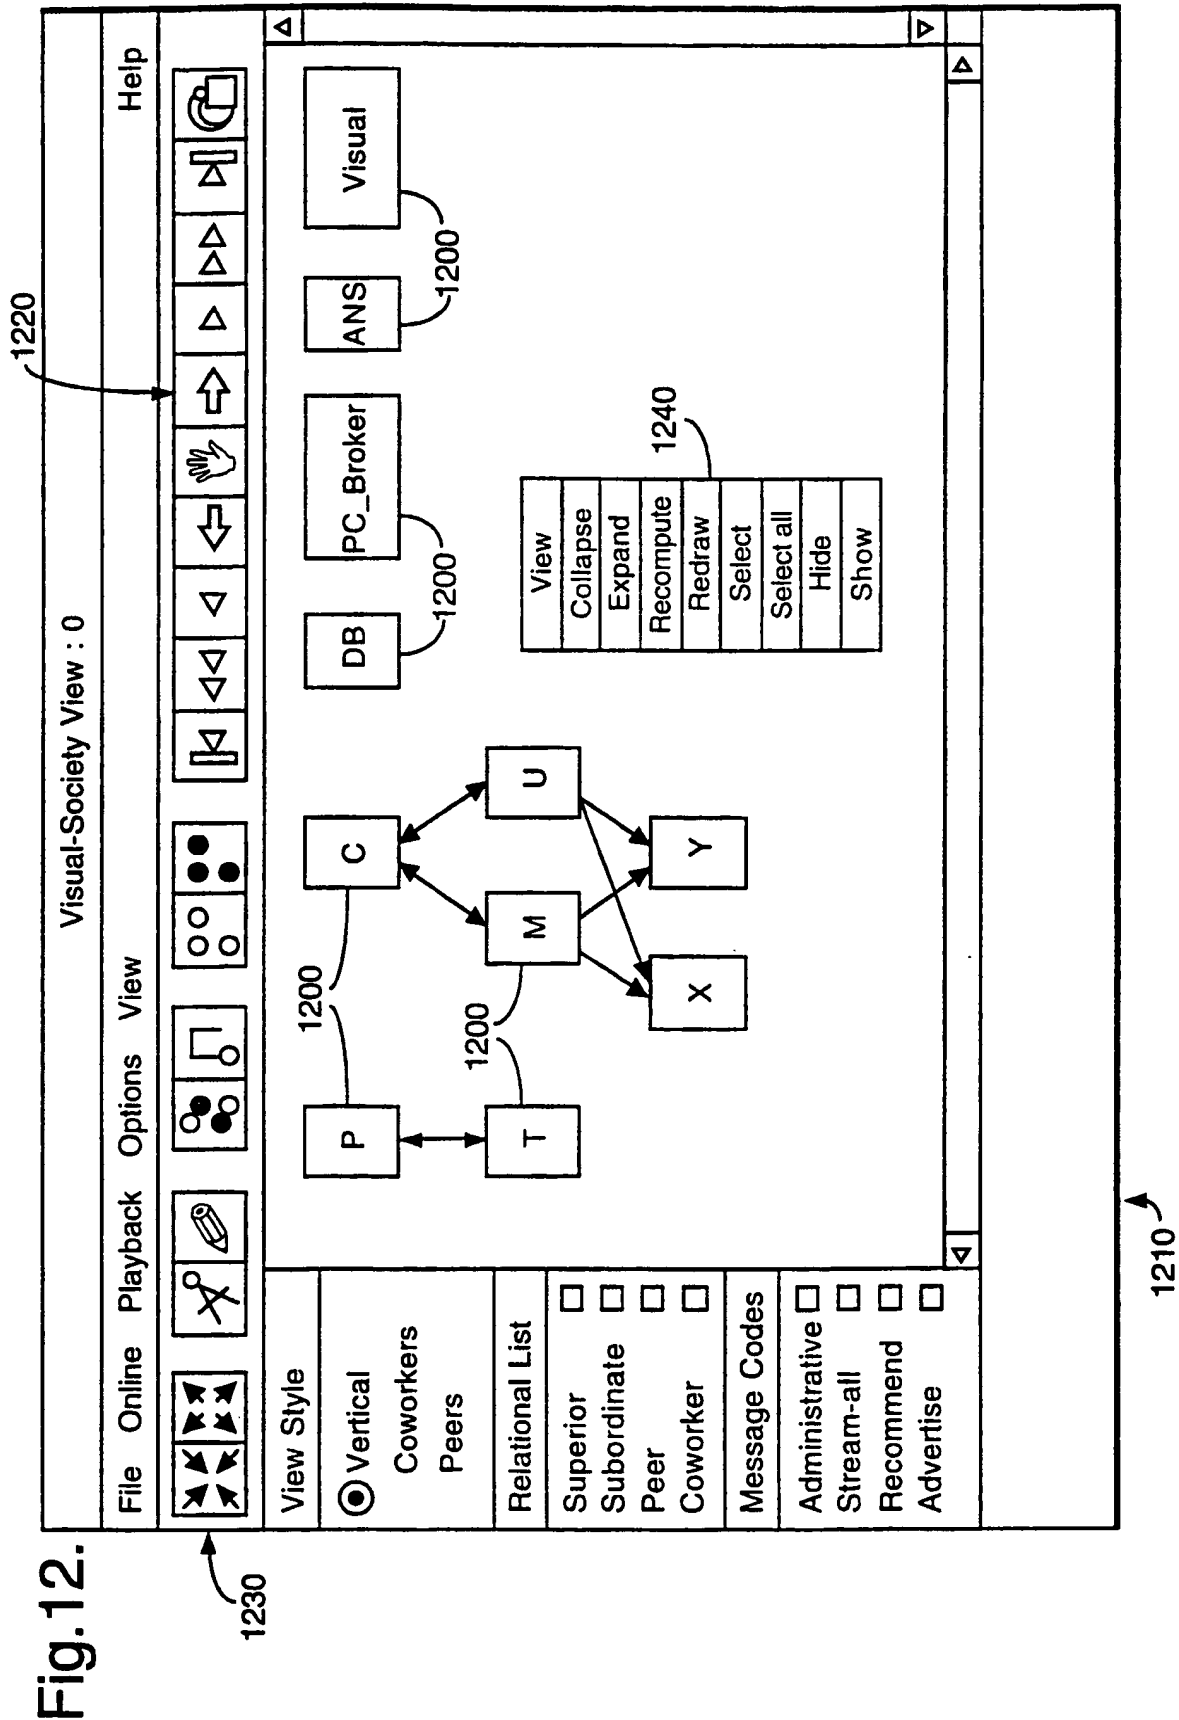 Fig.12.
Visual-Society View : 0
File Online Playback Options View Help
1220
1230
View Style
Vertical
Coworkers
Peers
Relational List
Superior
Subordinate
Peer
Coworker
Message Codes
Administrative
Stream-all
Recommend
Advertise
P
C
DB
PC_Broker
ANS
Visual
1200
1200
1200
T
M
U
1200
X
Y
1240
View
Collapse
Expand
Recompute
Redraw
Select
Select all
Hide
Show
1210